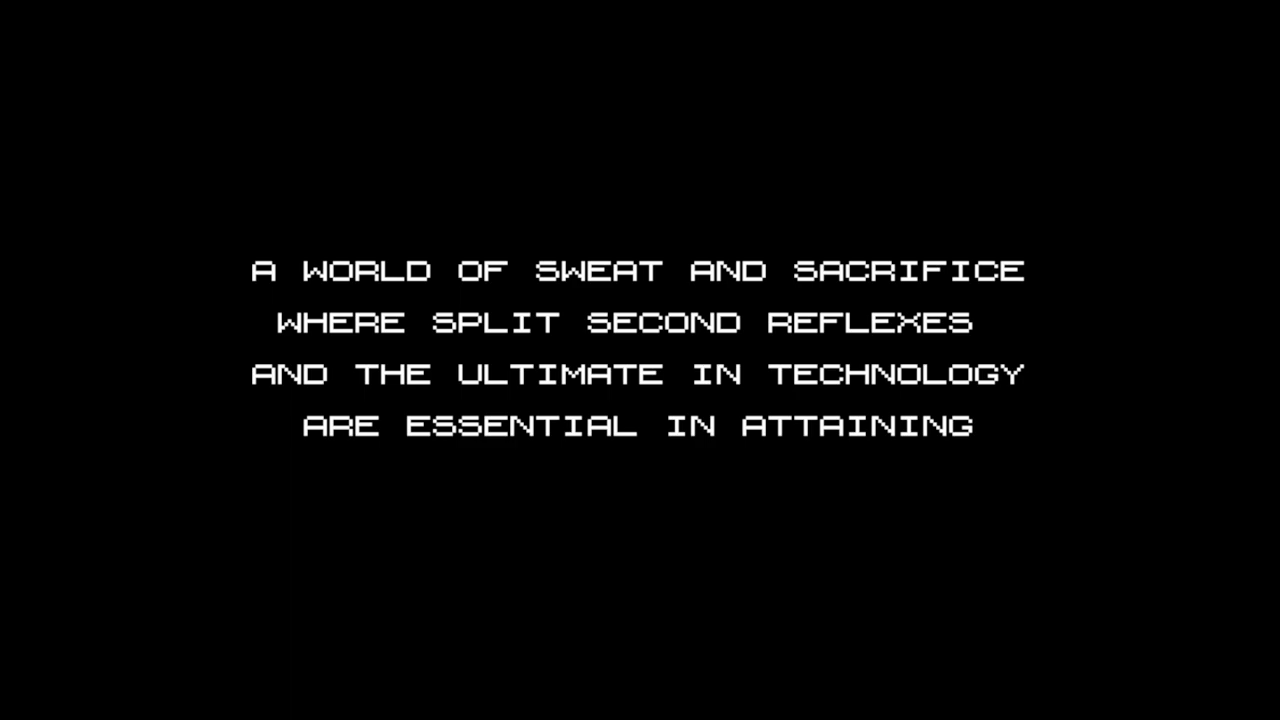 A WORLD OF SWEAT AND SACRIFICE
WHERE SPLIT SECOND REFLEXES
AND THE ULTIMATE IN TECHNOLOGY
ARE ESSENTIAL IN ATTAINING